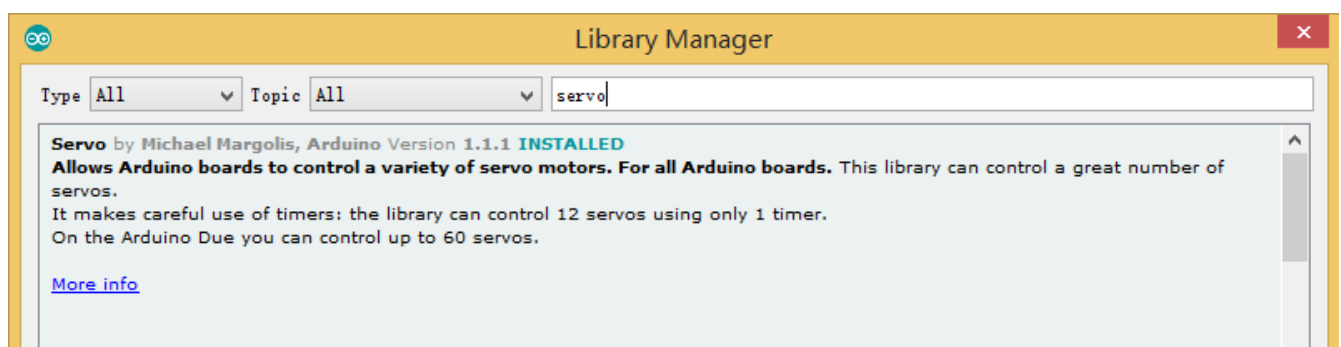 Library Manager
Type All Topic All servo
Servo by Michael Margolis, Arduino Version 1.1.1 INSTALLED
Allows Arduino boards to control a variety of servo motors. For all Arduino boards. This library can control a great number of
servos.
It makes careful use of timers: the library can control 12 servos using only 1 timer.
On the Arduino Due you can control up to 60 servos.
More info